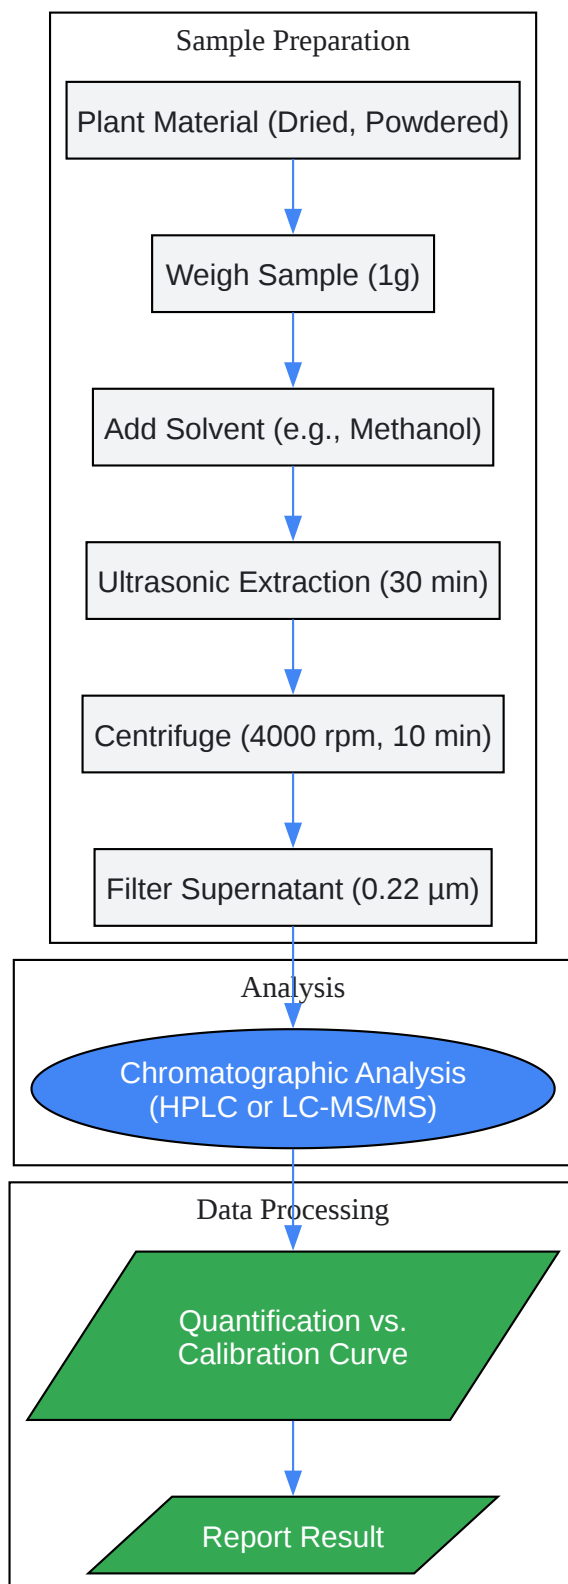 Sample Preparation
Plant Material (Dried, Powdered)
Weigh Sample (1g)
Add Solvent (e.g., Methanol)
Ultrasonic Extraction (30 min)
Centrifuge (4000 rpm, 10 min)
Filter Supernatant (0.22 µm)
Analysis
Chromatographic Analysis
(HPLC or LC-MS/MS)
Data Processing
Quantification vs.
Calibration Curve
Report Result